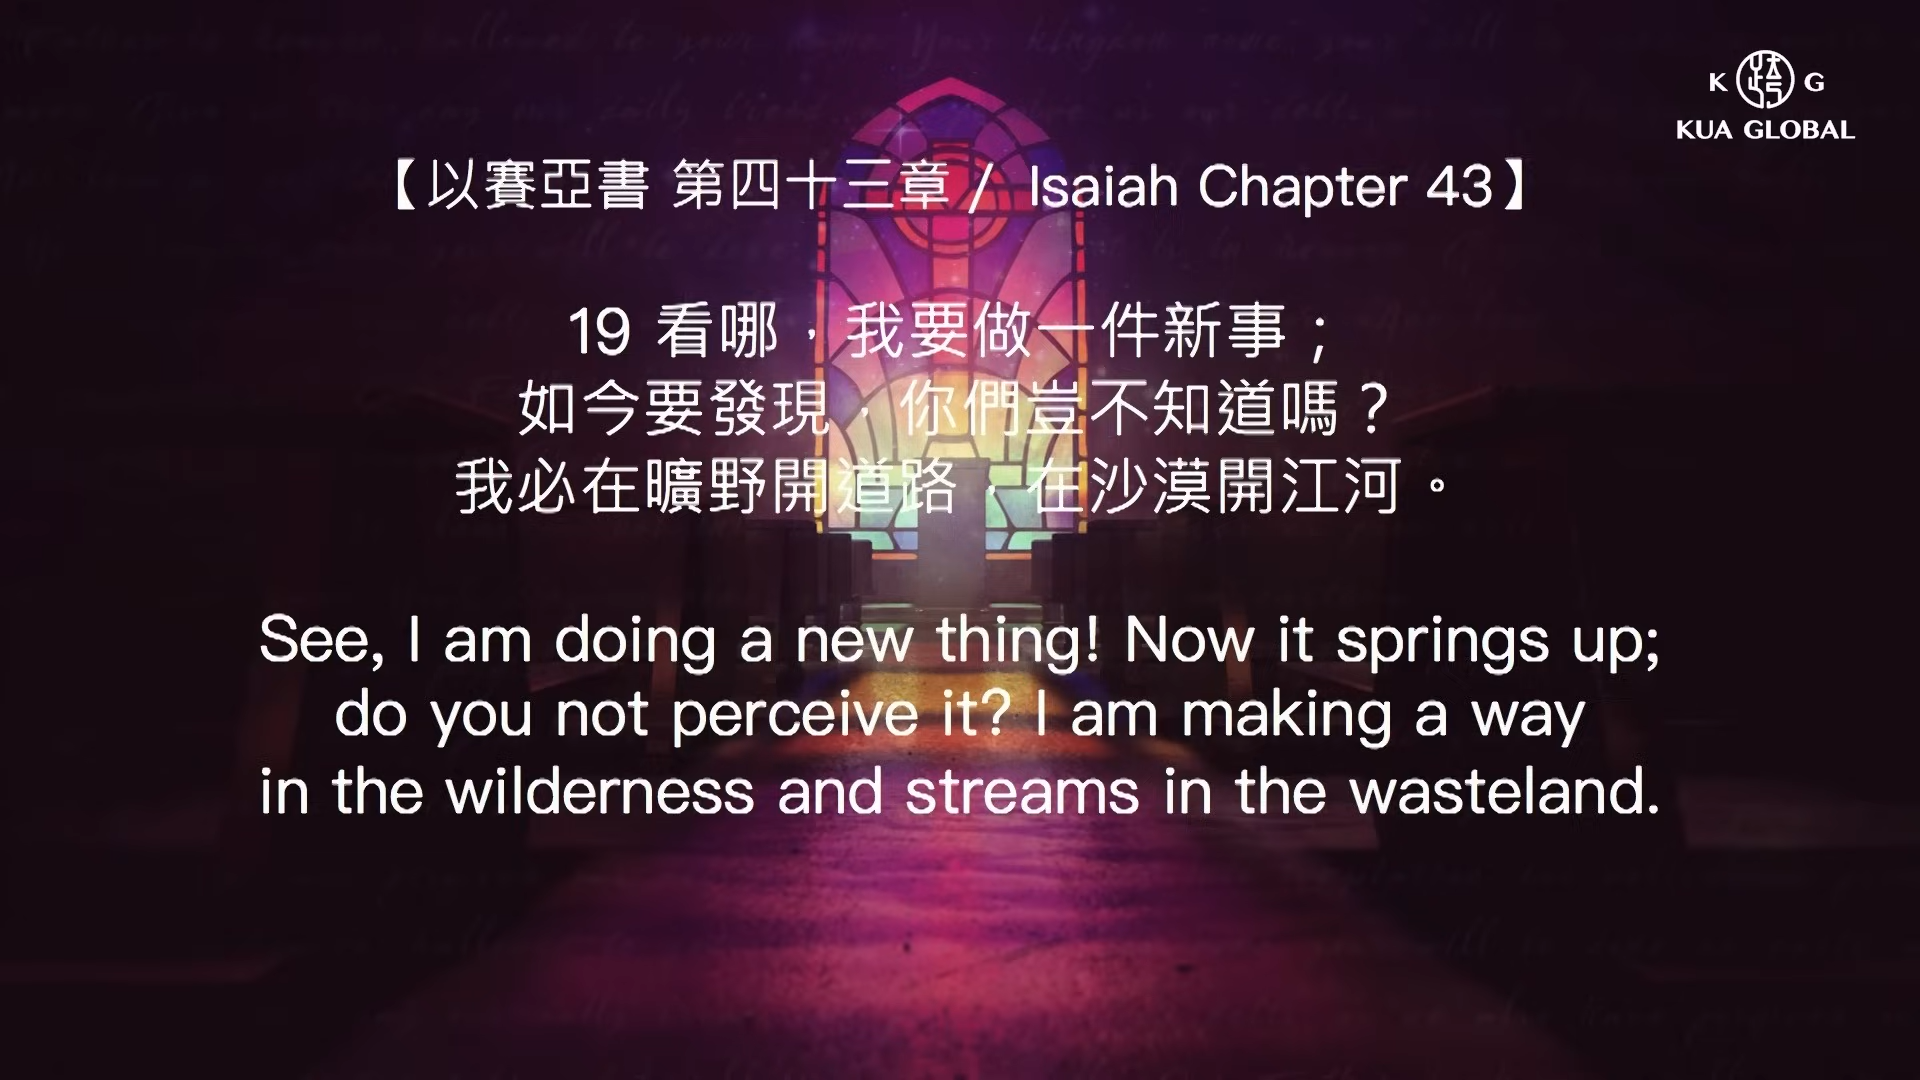 K 跨 G
KUA GLOBAL
【以賽亞書 第四十三章 / Isaiah Chapter 43】
19 看哪，我要做一件新事；
如今要發現，你們豈不知道嗎？
我必在曠野開道路，在沙漠開江河。
See, I am doing a new thing! Now it springs up;
do you not perceive it? I am making a way
in the wilderness and streams in the wasteland.